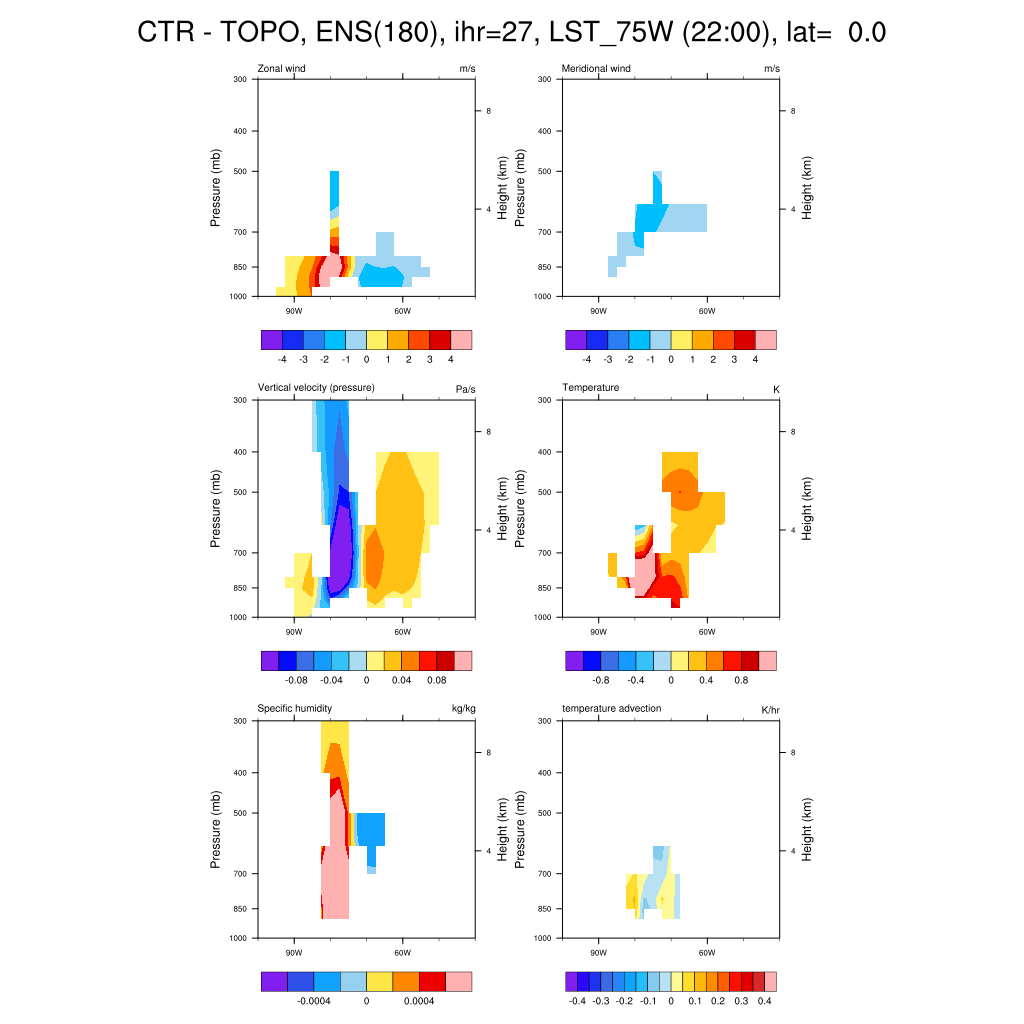 CTR - TOPO, ENS(180), ihr=27, LST_75W (22:00), lat=  0.0
Zonal wind m/s
Pressure (mb)
300
400
500
700
850
1000
8
4
Height (km)
90W 60W
-4 -3 -2 -1 0 1 2 3 4
Meridional wind m/s
Pressure (mb)
300
400
500
700
850
1000
8
4
Height (km)
90W 60W
-4 -3 -2 -1 0 1 2 3 4
Vertical velocity (pressure) Pa/s
Pressure (mb)
300
400
500
700
850
1000
8
4
Height (km)
90W 60W
-0.08 -0.04 0 0.04 0.08
Temperature K
Pressure (mb)
300
400
500
700
850
1000
8
4
Height (km)
90W 60W
-0.8 -0.4 0 0.4 0.8
Specific humidity kg/kg
Pressure (mb)
300
400
500
700
850
1000
8
4
Height (km)
90W 60W
-0.0004 0 0.0004
temperature advection K/hr
Pressure (mb)
300
400
500
700
850
1000
8
4
Height (km)
90W 60W
-0.4 -0.3 -0.2 -0.1 0 0.1 0.2 0.3 0.4